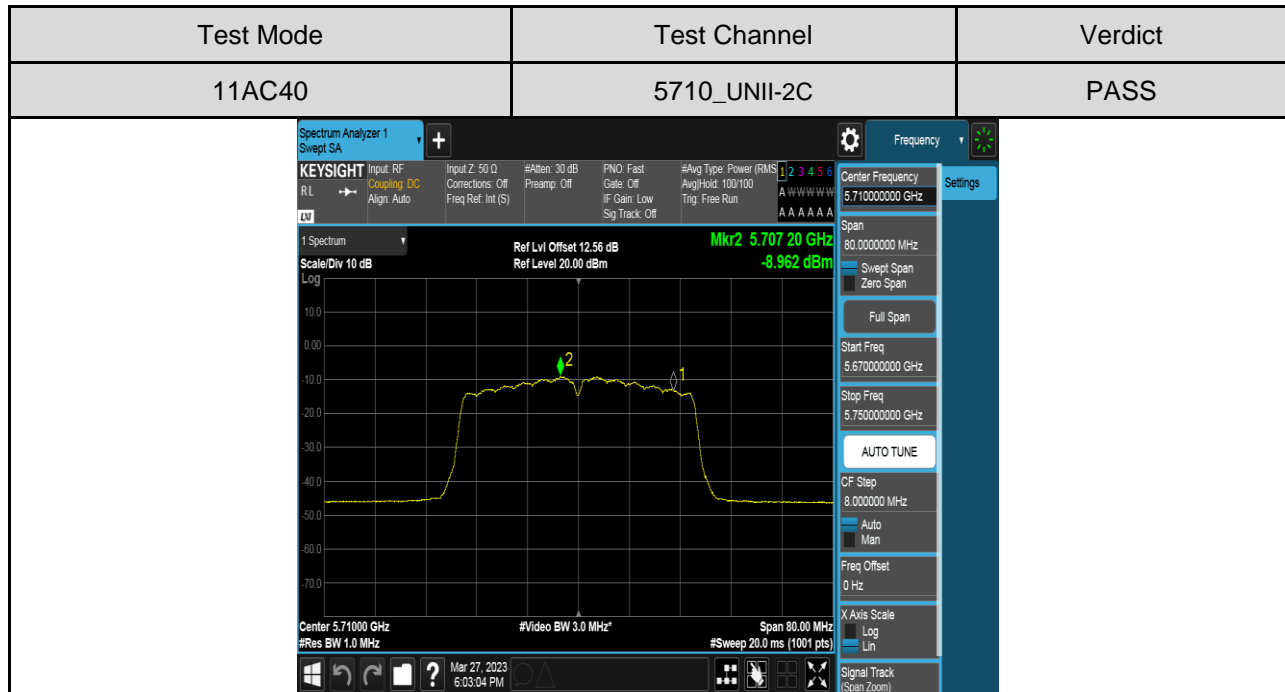 Test Mode Test Channel Verdict
11AC40 5710_UNII-2C PASS
Spectrum Analyzer 1
Swept SA
+
Frequency
Settings
KEYSIGHT
RL
LXI
Input: RF
Coupling: DC
Align: Auto
Input Z: 50 Ω
Corrections: Off
Freq Ref: Int (S)
#Atten: 30 dB
Preamp: Off
PNO: Fast
Gate: Off
IF Gain: Low
Sig Track: Off
#Avg Type: Power (RMS
Avg|Hold: 100/100
Trig: Free Run
1 2 3 4 5 6
A W W W W W
A A A A A A
1 Spectrum
Scale/Div 10 dB
Ref Lvl Offset 12.56 dB
Ref Level 20.00 dBm
Mkr2 5.707 20 GHz
-8.962 dBm
Log
10.0
0.00
-10.0
-20.0
-30.0
-40.0
-50.0
-60.0
-70.0
2
1
Center 5.71000 GHz
#Res BW 1.0 MHz
#Video BW 3.0 MHz*
Span 80.00 MHz
#Sweep 20.0 ms (1001 pts)
Center Frequency
5.710000000 GHz
Span
80.0000000 MHz
Swept Span
Zero Span
Full Span
Start Freq
5.670000000 GHz
Stop Freq
5.750000000 GHz
AUTO TUNE
CF Step
8.000000 MHz
Auto
Man
Freq Offset
0 Hz
X Axis Scale
Log
Lin
Signal Track
(Span Zoom)
?
Mar 27, 2023
6:03:04 PM